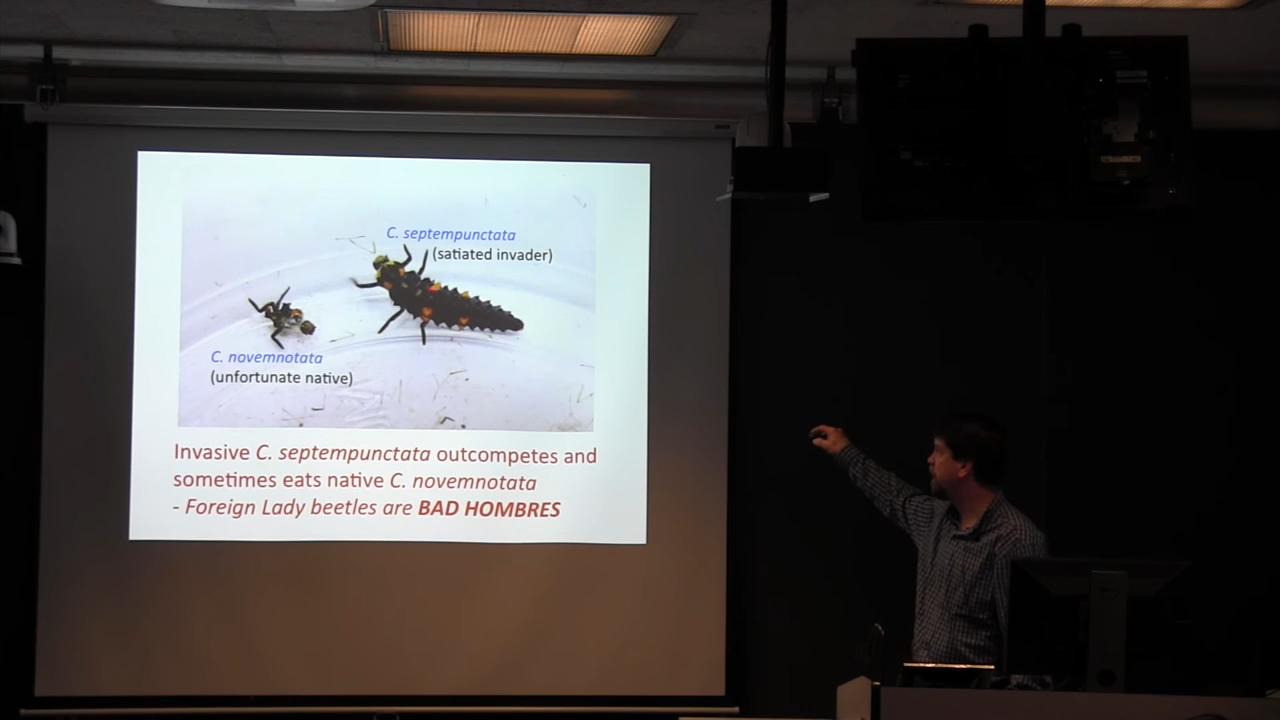 C. septempunctata
(satiated invader)
C. novemnotata
(unfortunate native)
Invasive C. septempunctata outcompetes and
sometimes eats native C. novemnotata
- Foreign Lady beetles are BAD HOMBRES